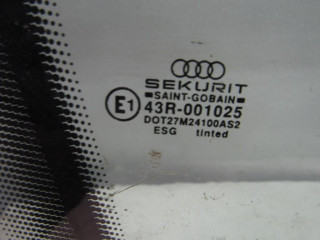 SEKURIT
SAINT-GOBAIN
E1 43R-001025
DOT27M24100AS2
ESG tinted